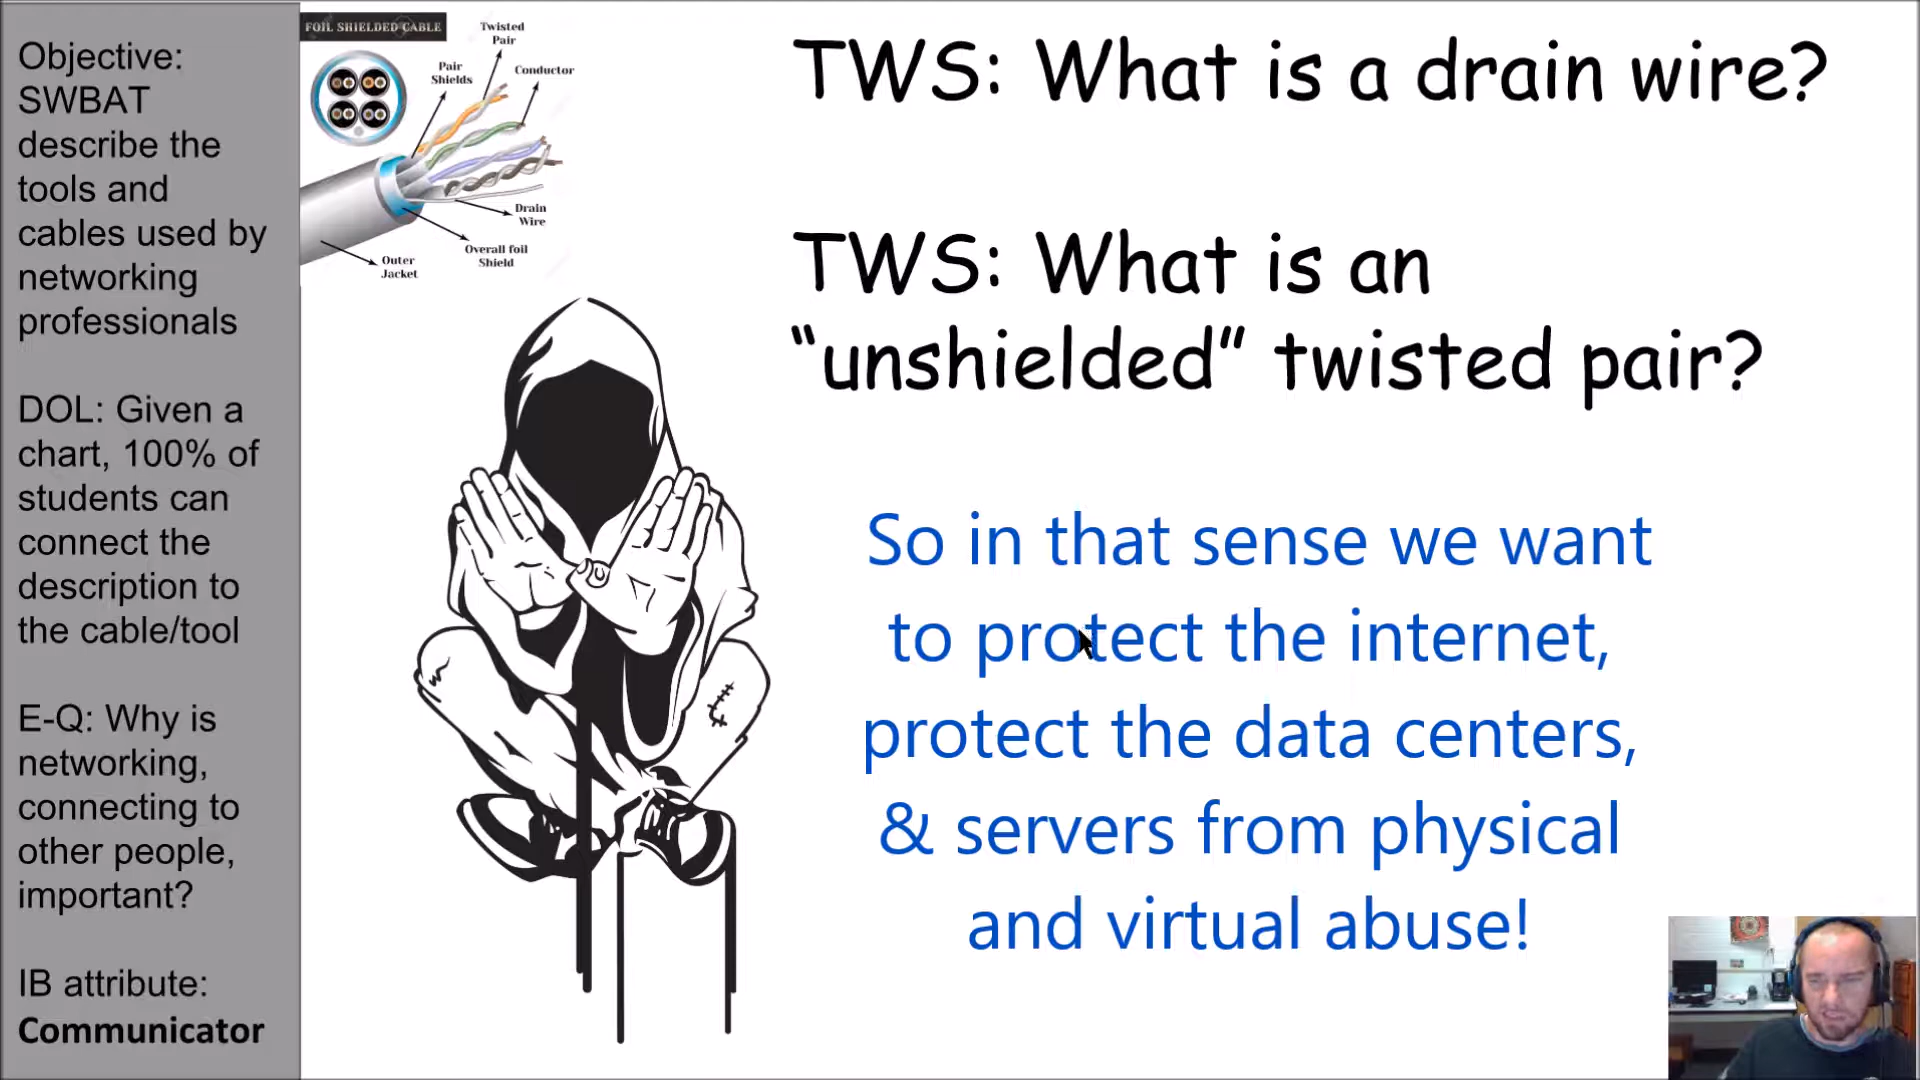 Objective:
SWBAT
describe the
tools and
cables used by
networking
professionals
DOL: Given a
chart, 100% of
students can
connect the
description to
the cable/tool
E-Q: Why is
networking,
connecting to
other people,
important?
IB attribute:
Communicator
FOIL SHIELDED CABLE
Twisted
Pair
Pair
Shields
Conductor
Drain
Wire
Overall foil
Shield
Outer
Jacket
TWS: What is a drain wire?
TWS: What is an
“unshielded” twisted pair?
So in that sense we want
to protect the internet,
protect the data centers,
& servers from physical
and virtual abuse!